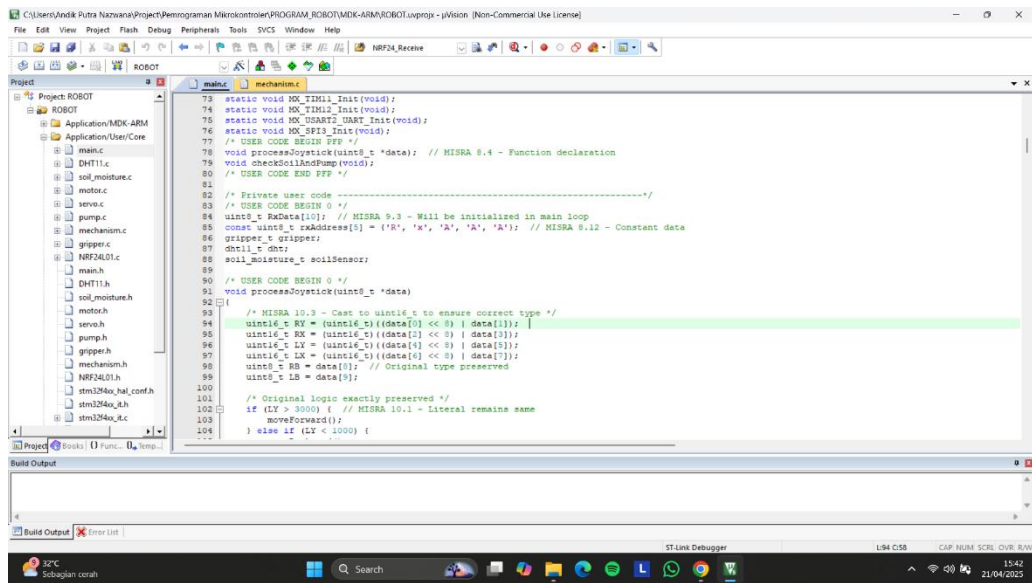 C:\Users\Andik Putra Nazwana\Project\Pemrograman Mikrokontroler\PROGRAM_ROBOT\MDK-ARM\ROBOT.uvprojx - µVision [Non-Commercial Use License]
File Edit View Project Flash Debug Peripherals Tools SVCS Window Help
NRF24_Receive
ROBOT
Project
Project: ROBOT
ROBOT
Application/MDK-ARM
Application/User/Core
main.c
DHT11.c
soil_moisture.c
motor.c
servo.c
pump.c
mechanism.c
gripper.c
NRF24L01.c
main.h
DHT11.h
soil_moisture.h
motor.h
servo.h
pump.h
gripper.h
mechanism.h
NRF24L01.h
stm32f4xx_hal_conf.h
stm32f4xx_it.h
stm32f4xx_it.c
Project Books Func... Temp...
main.c mechanism.c
73 static void MX_TIM11_Init(void);
74 static void MX_TIM12_Init(void);
75 static void MX_USART2_UART_Init(void);
76 static void MX_SPI3_Init(void);
77 /* USER CODE BEGIN PFP */
78 void processJoystick(uint8_t *data); // MISRA 8.4 - Function declaration
79 void checkSoilAndPump(void);
80 /* USER CODE END PFP */
81
82 /* Private user code ---------------------------------------------------------*/
83 /* USER CODE BEGIN 0 */
84 uint8_t RxData[10]; // MISRA 9.3 - Will be initialized in main loop
85 const uint8_t rxAddress[5] = {'R', 'x', 'A', 'A', 'A'}; // MISRA 8.12 - Constant data
86 gripper_t gripper;
87 dht11_t dht;
88 soil_moisture_t soilSensor;
89
90 /* USER CODE BEGIN 0 */
91 void processJoystick(uint8_t *data)
92 {
93 /* MISRA 10.3 - Cast to uint16_t to ensure correct type */
94 uint16_t RY = (uint16_t)((data[0] << 8) | data[1]);
95 uint16_t RX = (uint16_t)((data[2] << 8) | data[3]);
96 uint16_t LY = (uint16_t)((data[4] << 8) | data[5]);
97 uint16_t LX = (uint16_t)((data[6] << 8) | data[7]);
98 uint8_t RB = data[8]; // Original type preserved
99 uint8_t LB = data[9];
100
101 /* Original logic exactly preserved */
102 if (LY > 3000) { // MISRA 10.1 - Literal remains same
103 moveForward();
104 } else if (LY < 1000) {
Build Output
Build Output Error List
ST-Link Debugger L:94 C:58 CAP NUM SCRL OVR R/W
32°C
Sebagian cerah
Search
15:42
21/04/2025